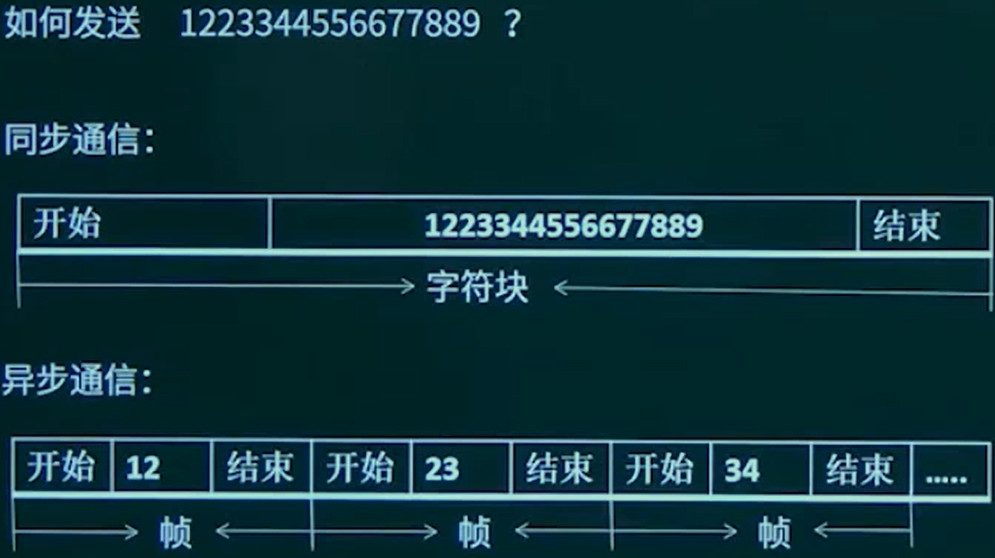 如何发送 1223344556677889 ？
同步通信：
开始 1223344556677889 结束
字符块
异步通信：
开始 12 结束 开始 23 结束 开始 34 结束 .....
帧 帧 帧